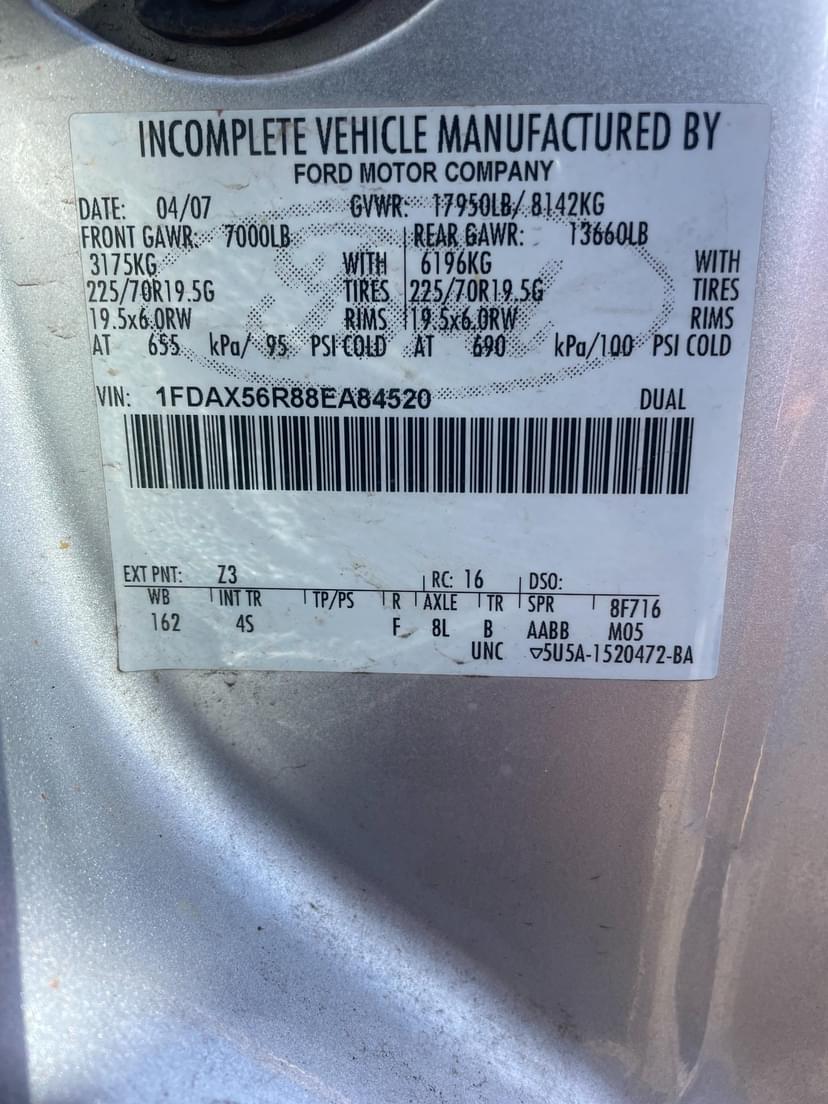 INCOMPLETE VEHICLE MANUFACTURED BY
FORD MOTOR COMPANY
DATE: 04/07 GVWR: 17950LB/ 8142KG
FRONT GAWR: 7000LB REAR GAWR: 13660LB
3175KG WITH 6196KG WITH
225/70R19.5G TIRES 225/70R19.5G TIRES
19.5x6.0RW RIMS 19.5x6.0RW RIMS
AT 655 kPa/ 95 PSI COLD AT 690 kPa/100 PSI COLD
VIN: 1FDAX56R88EA84520 DUAL
EXT PNT: Z3 RC: 16 DSO:
WB INT TR TP/PS R AXLE TR SPR 8F716
162 4S F 8L B AABB M05
UNC ▽5U5A-1520472-BA